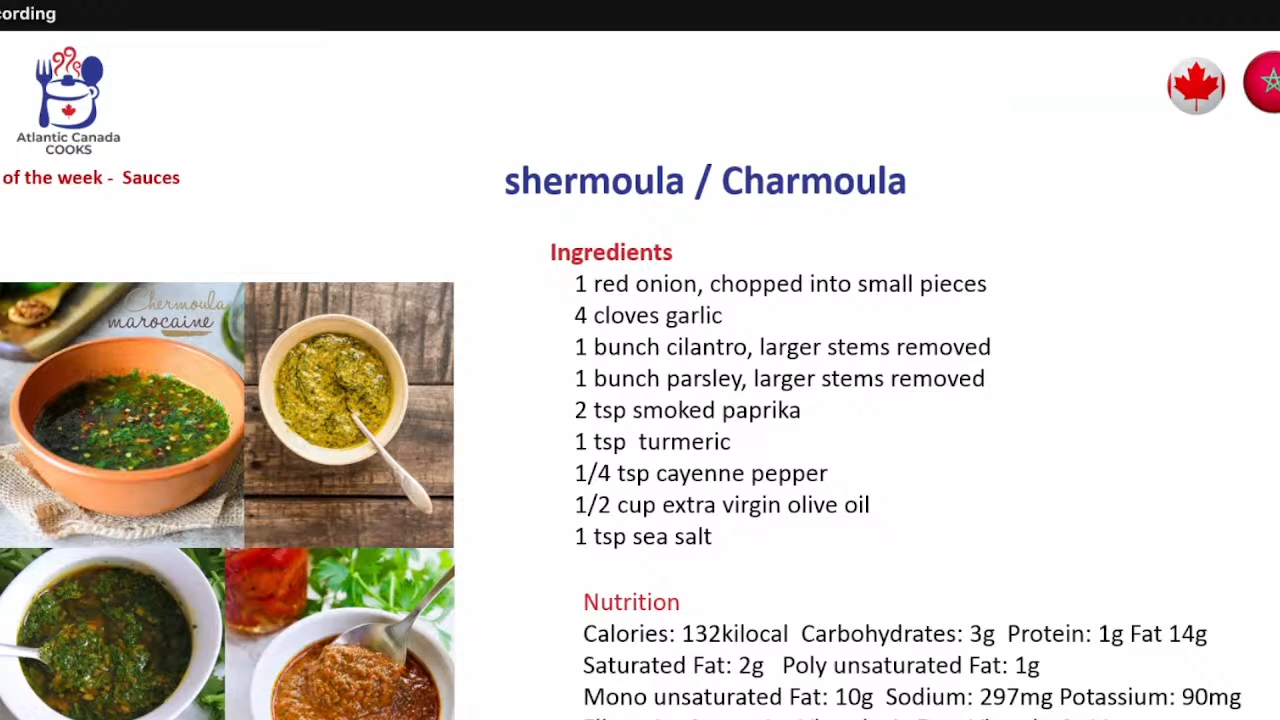 cording
Atlantic Canada
COOKS
of the week - Sauces
shermoula / Charmoula
Chermoula
marocaine
Ingredients
1 red onion, chopped into small pieces
4 cloves garlic
1 bunch cilantro, larger stems removed
1 bunch parsley, larger stems removed
2 tsp smoked paprika
1 tsp  turmeric
1/4 tsp cayenne pepper
1/2 cup extra virgin olive oil
1 tsp sea salt
Nutrition
Calories: 132kilocal  Carbohydrates: 3g  Protein: 1g Fat 14g
Saturated Fat: 2g   Poly unsaturated Fat: 1g
Mono unsaturated Fat: 10g  Sodium: 297mg Potassium: 90mg